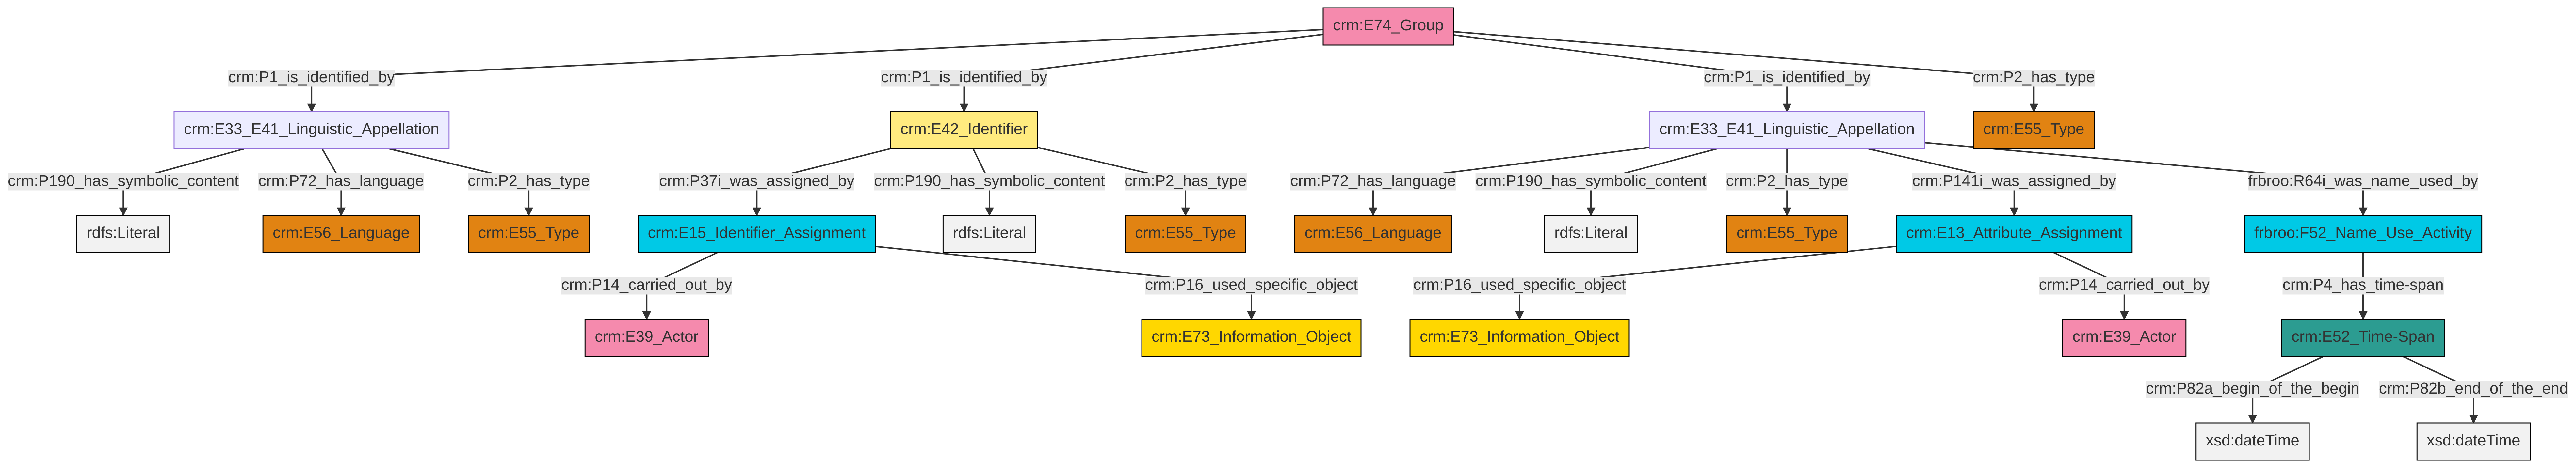 crm:E74_Group
crm:P1_is_identified_by
crm:P1_is_identified_by
crm:P1_is_identified_by
crm:P2_has_type
crm:E33_E41_Linguistic_Appellation
crm:E42_Identifier
crm:E33_E41_Linguistic_Appellation
crm:E55_Type
crm:P190_has_symbolic_content
crm:P72_has_language
crm:P2_has_type
crm:P37i_was_assigned_by
crm:P190_has_symbolic_content
crm:P2_has_type
crm:P72_has_language
crm:P190_has_symbolic_content
crm:P2_has_type
crm:P141i_was_assigned_by
frbroo:R64i_was_name_used_by
rdfs:Literal
crm:E56_Language
crm:E55_Type
crm:E15_Identifier_Assignment
rdfs:Literal
crm:E55_Type
crm:E56_Language
rdfs:Literal
crm:E55_Type
crm:E13_Attribute_Assignment
frbroo:F52_Name_Use_Activity
crm:P14_carried_out_by
crm:P16_used_specific_object
crm:P16_used_specific_object
crm:P14_carried_out_by
crm:P4_has_time-span
crm:E39_Actor
crm:E73_Information_Object
crm:E73_Information_Object
crm:E39_Actor
crm:E52_Time-Span
crm:P82a_begin_of_the_begin
crm:P82b_end_of_the_end
xsd:dateTime
xsd:dateTime